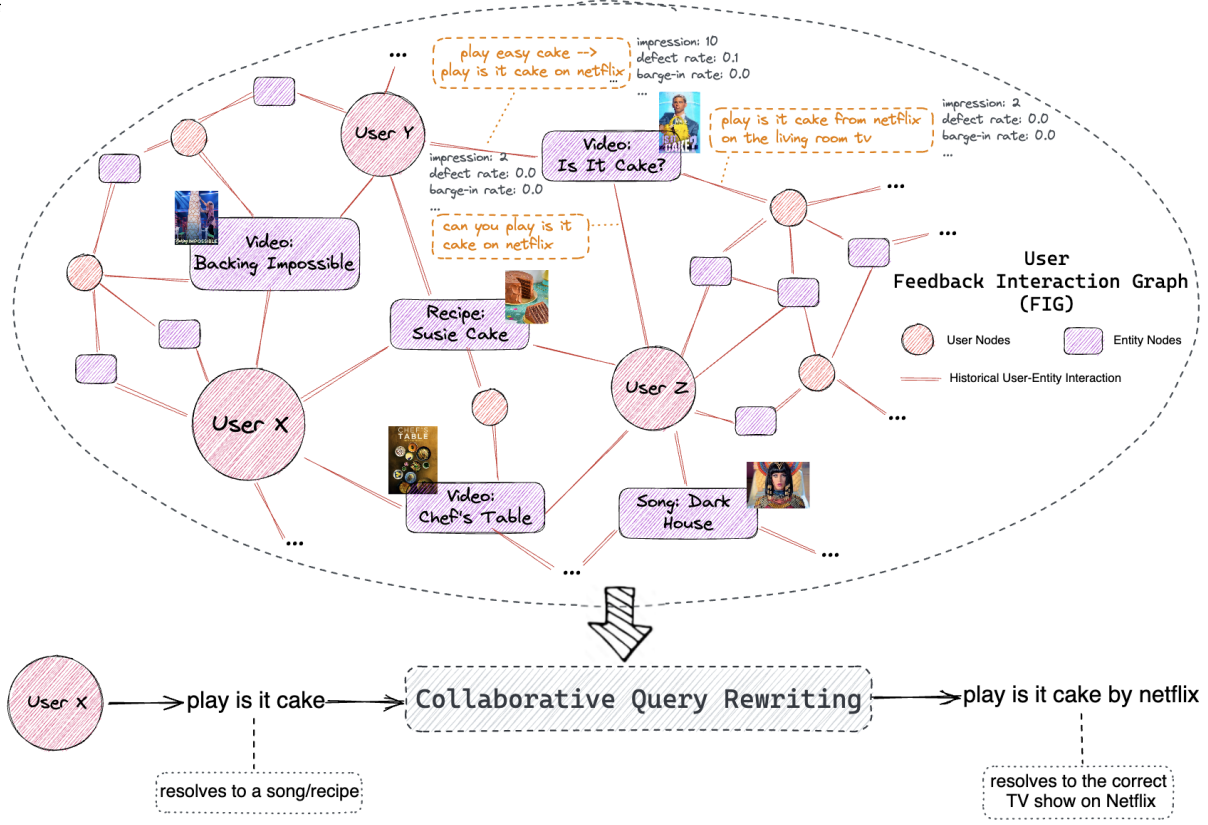 ...
play easy cake -->
play is it cake on netflix
...
impression: 10
defect rate: 0.1
barge-in rate: 0.0
...
User Y
Video:
Is It Cake?
play is it cake from netflix
on the living room tv
impression: 2
defect rate: 0.0
barge-in rate: 0.0
...
impression: 2
defect rate: 0.0
barge-in rate: 0.0
...
can you play is it
cake on netflix
...
...
Video:
Backing Impossible
User
Feedback Interaction Graph
(FIG)
User Nodes
Entity Nodes
Historical User-Entity Interaction
Recipe:
Susie Cake
User X
User Z
...
CHEF'S
TABLE
Video:
Chef's Table
Song: Dark
House
...
...
...
User X
play is it cake
Collaborative Query Rewriting
play is it cake by netflix
resolves to a song/recipe
resolves to the correct
TV show on Netflix